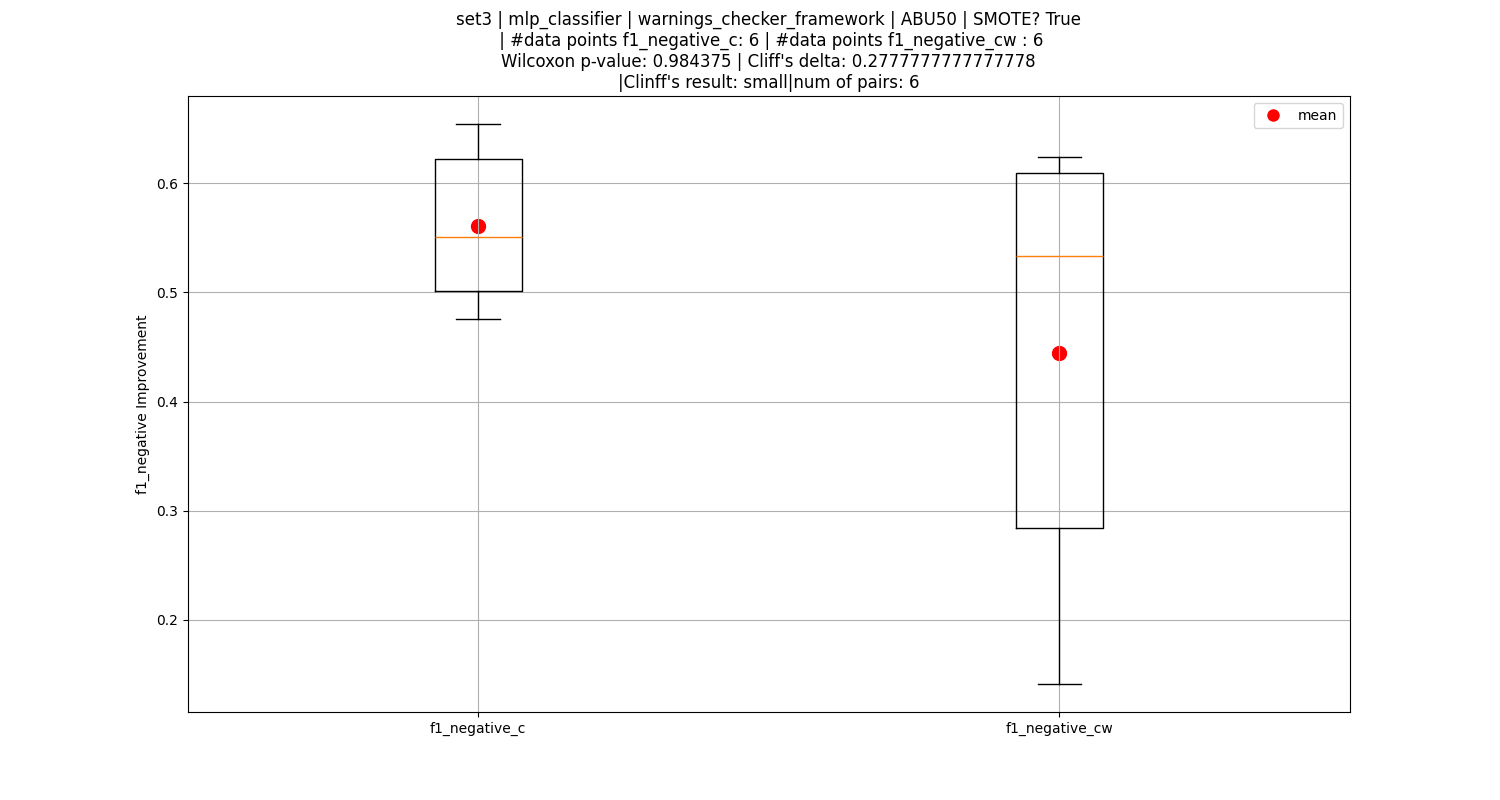 set3 | mlp_classifier | warnings_checker_framework | ABU50 | SMOTE? True
| #data points f1_negative_c: 6 | #data points f1_negative_cw : 6
Wilcoxon p-value: 0.984375 | Cliff's delta: 0.2777777777777778
|Clinff's result: small|num of pairs: 6
mean
0.6
0.5
0.4
0.3
0.2
f1_negative Improvement
f1_negative_c
f1_negative_cw